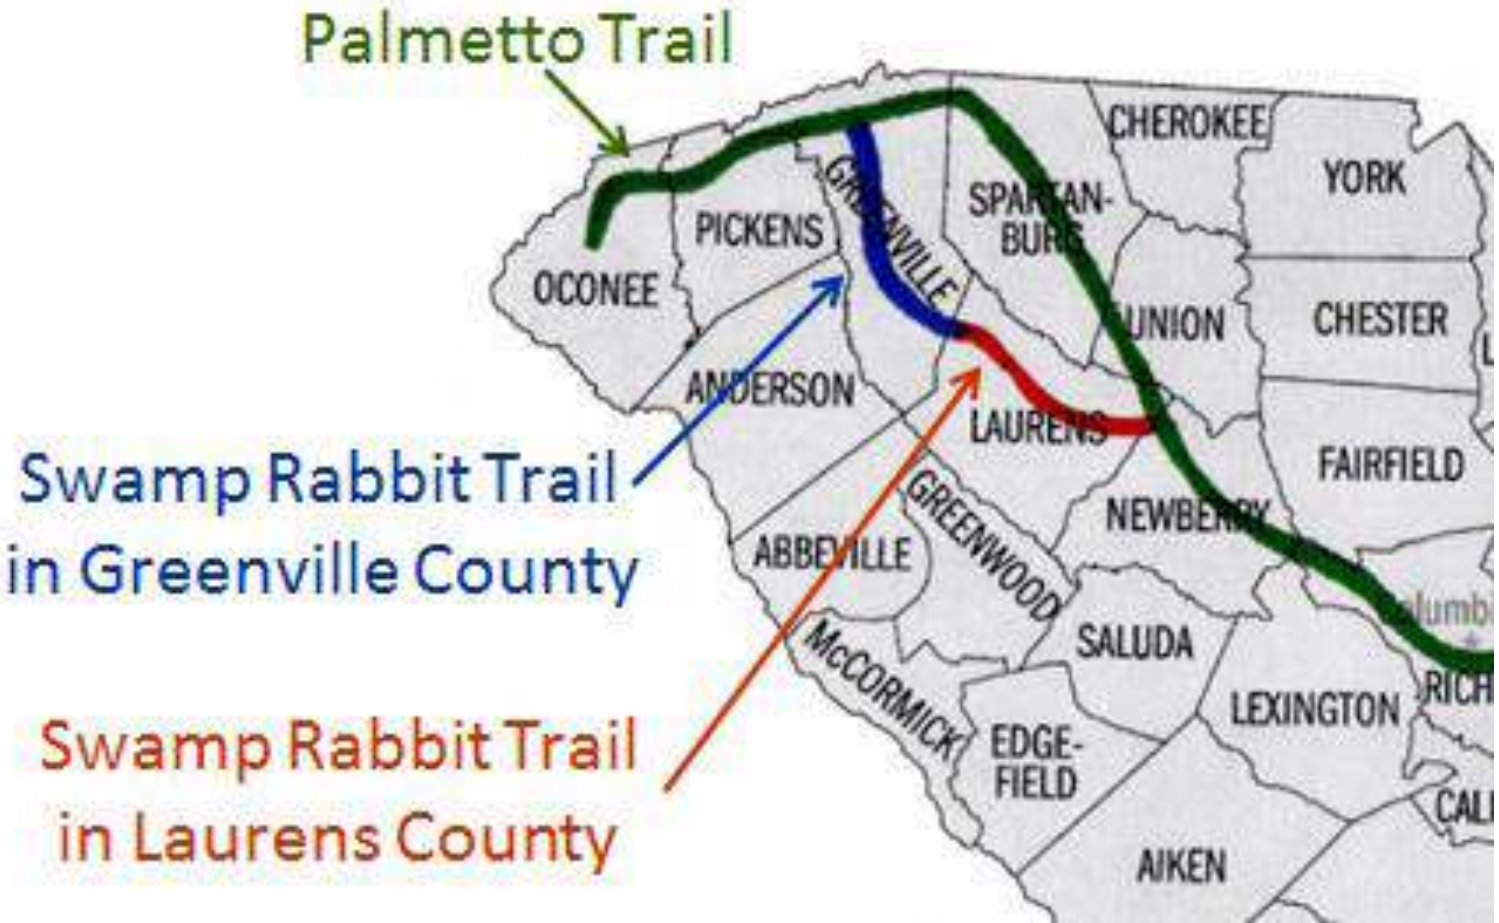 Palmetto Trail
CHEROKEE
YORK
GREENVILLE
SPARTAN-
BURG
PICKENS
OCONEE
UNION
CHESTER
ANDERSON
LAURENS
Swamp Rabbit Trail
in Greenville County
FAIRFIELD
GREENWOOD
NEWBERRY
ABBEVILLE
SALUDA
McCORMICK
LEXINGTON
RICH
Swamp Rabbit Trail
in Laurens County
EDGE-
FIELD
AIKEN